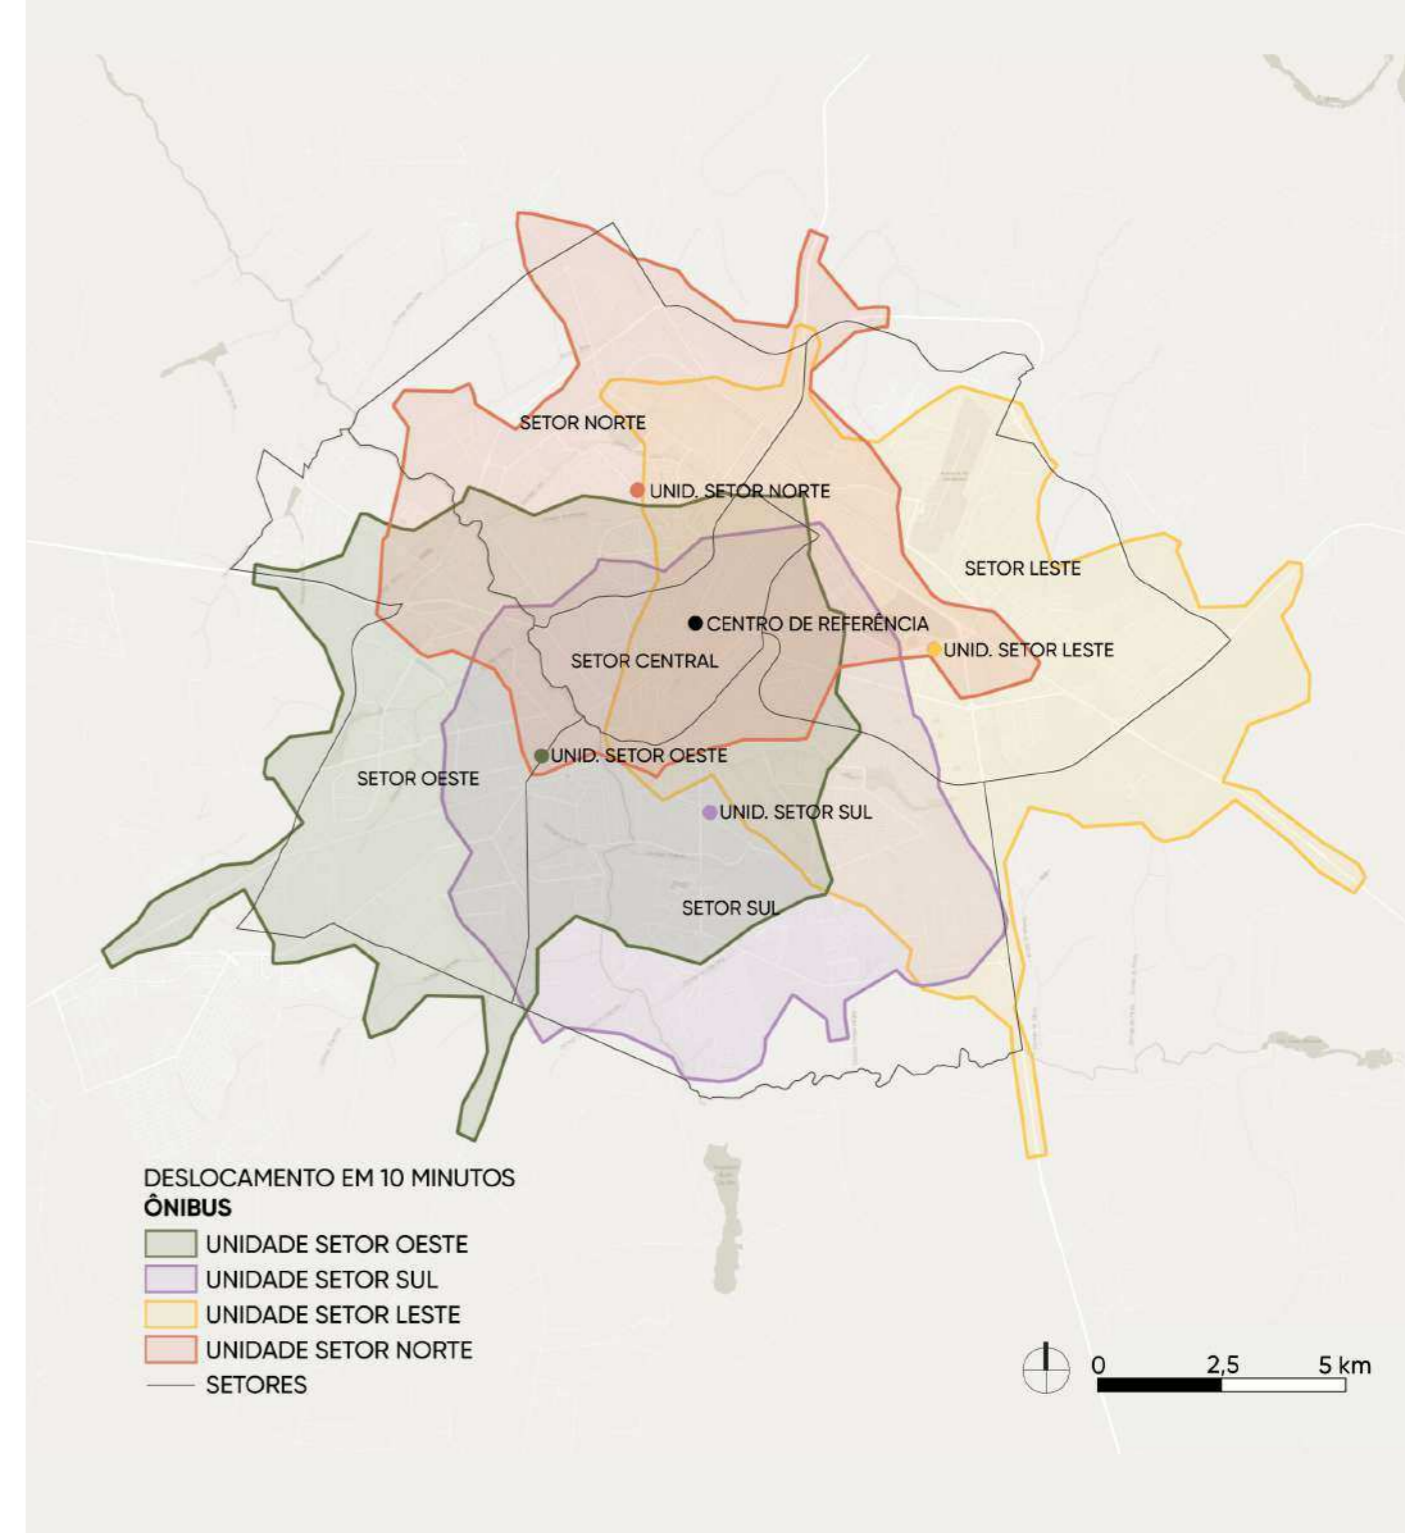 SETOR NORTE
UNID. SETOR NORTE
SETOR LESTE
CENTRO DE REFERÊNCIA
UNID. SETOR LESTE
SETOR CENTRAL
UNID. SETOR OESTE
SETOR OESTE
UNID. SETOR SUL
SETOR SUL
DESLOCAMENTO EM 10 MINUTOS
ÔNIBUS
UNIDADE SETOR OESTE
UNIDADE SETOR SUL
UNIDADE SETOR LESTE
UNIDADE SETOR NORTE
SETORES
0 2,5 5 km